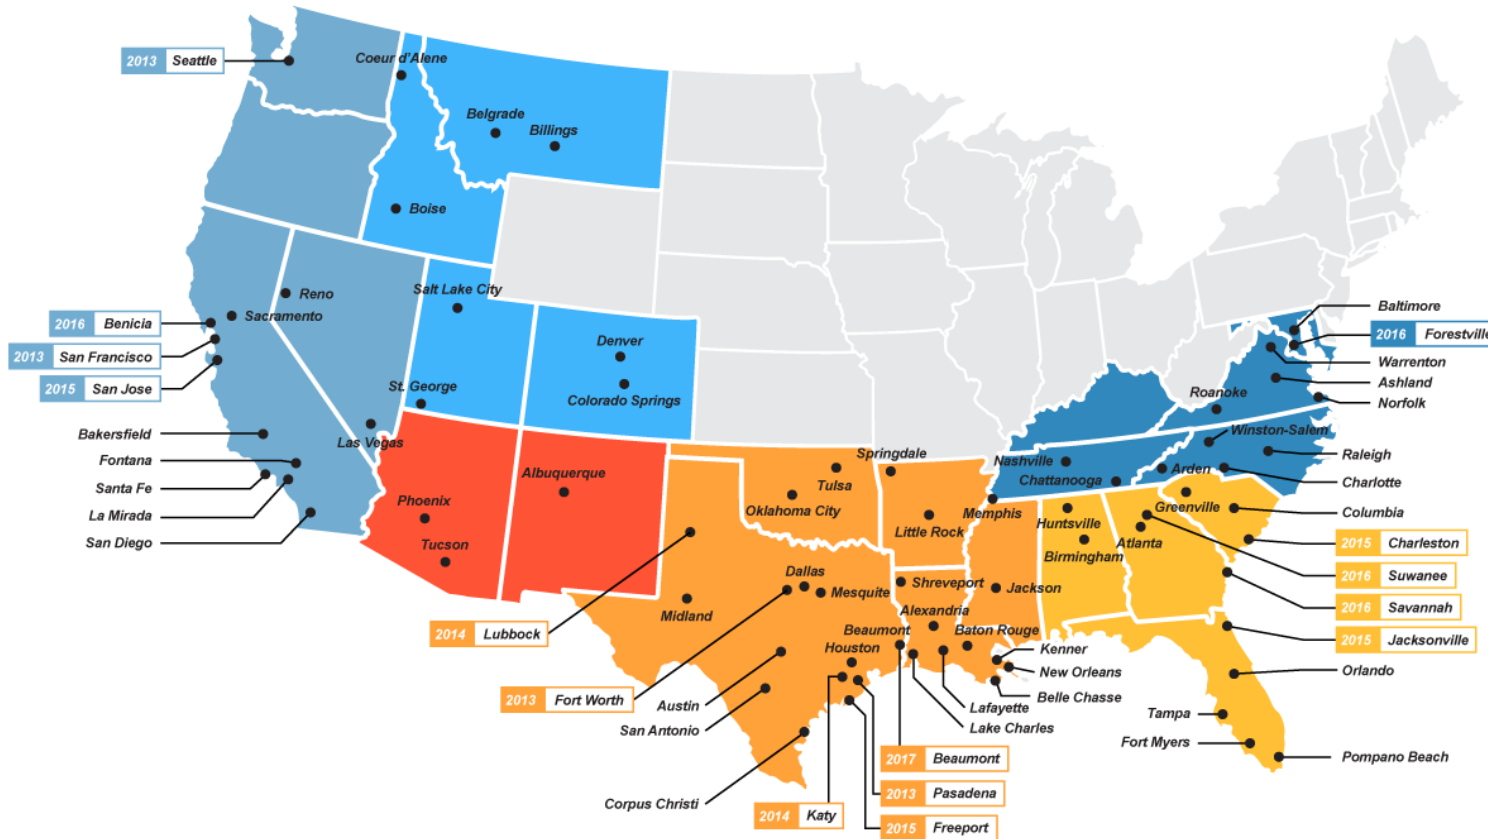 2013 Seattle
Coeur d'Alene
Belgrade
Billings
Boise
Salt Lake City
Reno
Sacramento
2016 Benicia
2013 San Francisco
2015 San Jose
Denver
Colorado Springs
St. George
Las Vegas
Bakersfield
Fontana
Santa Fe
La Mirada
San Diego
Phoenix
Tucson
Albuquerque
Baltimore
2016 Forestville
Warrenton
Ashland
Norfolk
Roanoke
Winston-Salem
Raleigh
Charlotte
Nashville
Chattanooga
Arden
Springdale
Tulsa
Oklahoma City
Little Rock
Memphis
Huntsville
Birmingham
Atlanta
Greenville
Columbia
2015 Charleston
2016 Suwanee
2016 Savannah
2015 Jacksonville
Orlando
Tampa
Fort Myers
Pompano Beach
Dallas
Mesquite
Midland
Shreveport
Jackson
Alexandria
Beaumont
Baton Rouge
Houston
Kenner
New Orleans
Belle Chasse
Lafayette
Lake Charles
2014 Lubbock
2013 Fort Worth
Austin
San Antonio
Corpus Christi
2017 Beaumont
2013 Pasadena
2014 Katy
2015 Freeport